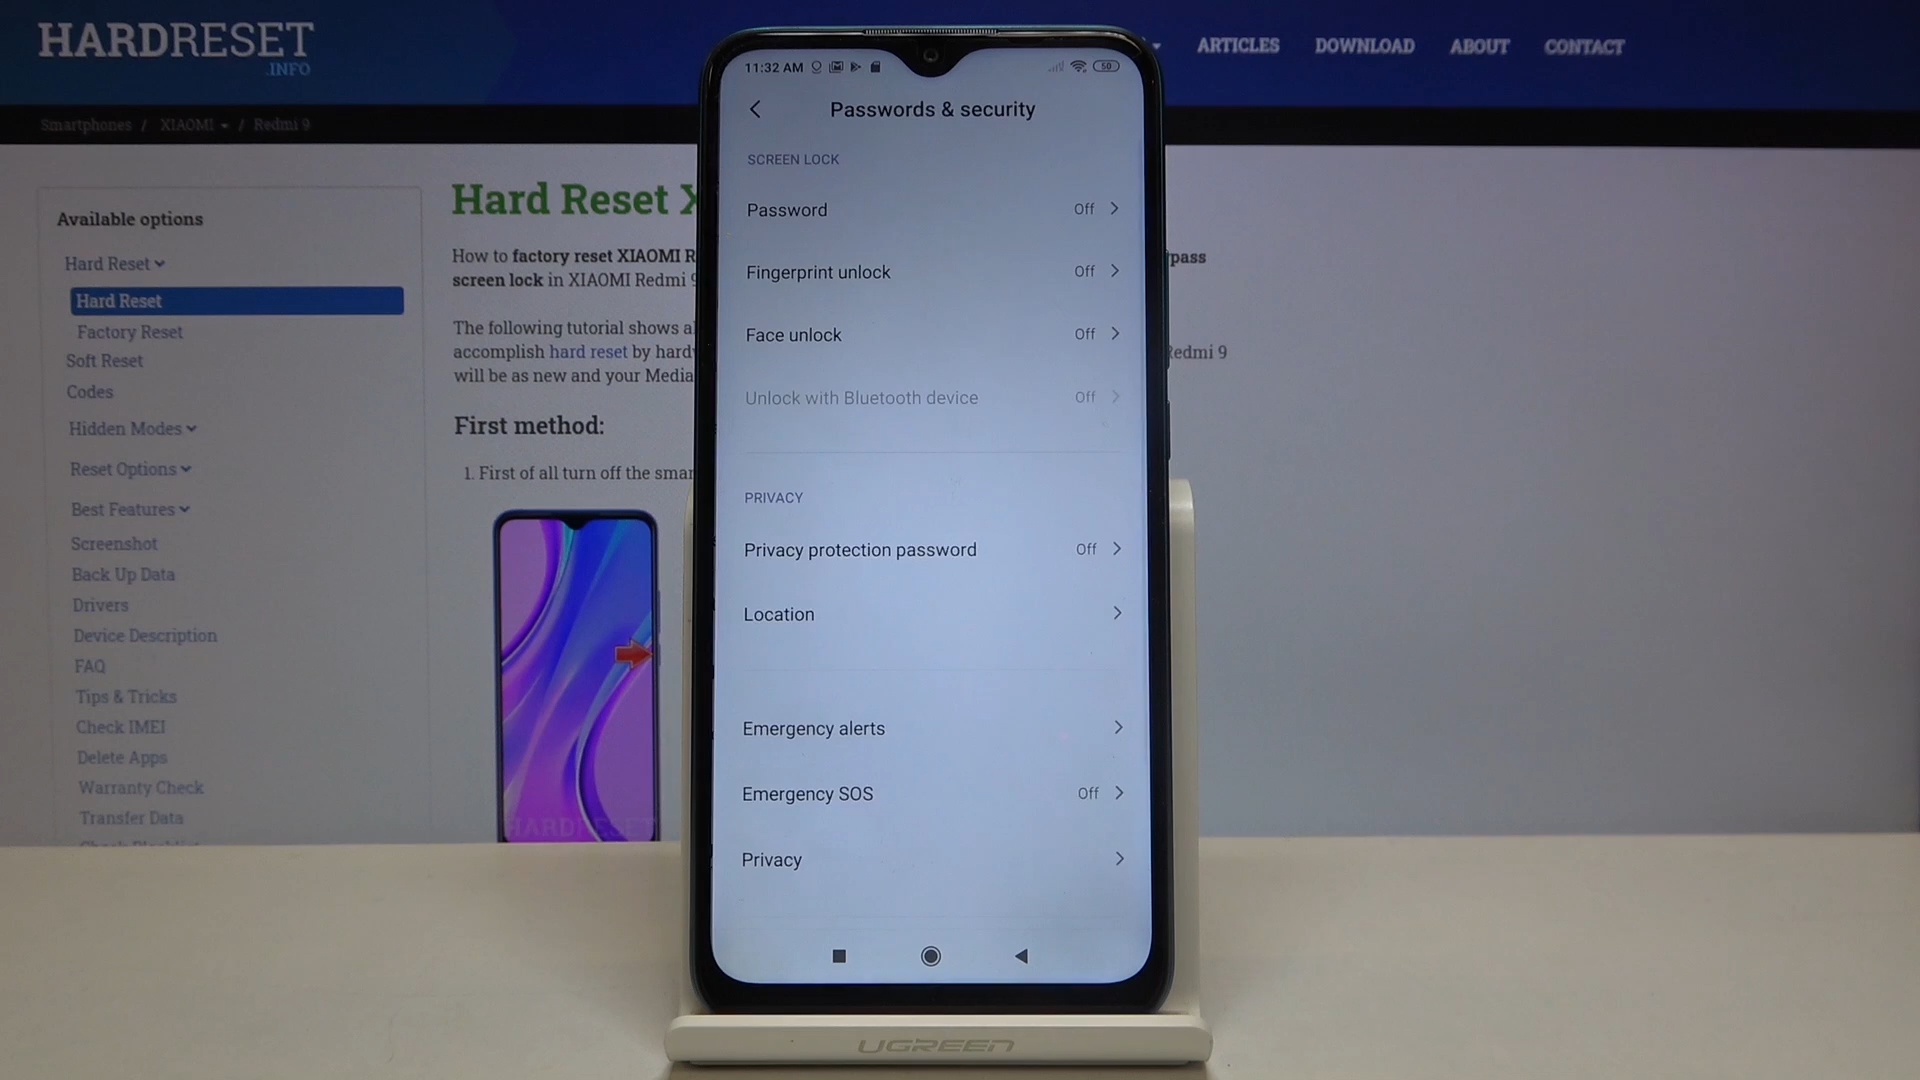 HARDRESET
.INFO
ARTICLES
DOWNLOAD
ABOUT
CONTACT
Smartphones / XIAOMI / Redmi 9
Available options
Hard Reset
Hard Reset
Factory Reset
Soft Reset
Codes
Hidden Modes
Reset Options
Best Features
Screenshot
Back Up Data
Drivers
Device Description
FAQ
Tips & Tricks
Check IMEI
Delete Apps
Warranty Check
Transfer Data
Hard Reset X
How to factory reset XIAOMI R
pass
screen lock in XIAOMI Redmi 9
The following tutorial shows a
accomplish hard reset by hard
Redmi 9
will be as new and your Media
First method:
1. First of all turn off the smar
HARDRESET
11:32 AM
50
Passwords & security
SCREEN LOCK
Password Off
Fingerprint unlock Off
Face unlock Off
Unlock with Bluetooth device Off
PRIVACY
Privacy protection password Off
Location
Emergency alerts
Emergency SOS Off
Privacy
UGREEN